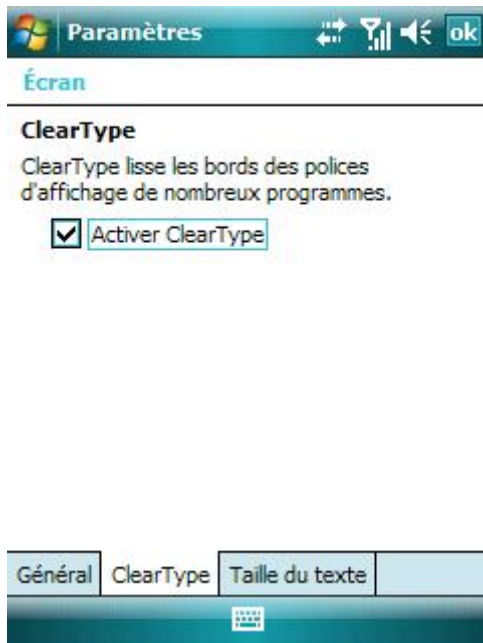 Paramètres
ok
Écran
ClearType
ClearType lisse les bords des polices
d'affichage de nombreux programmes.
Activer ClearType
Général ClearType Taille du texte